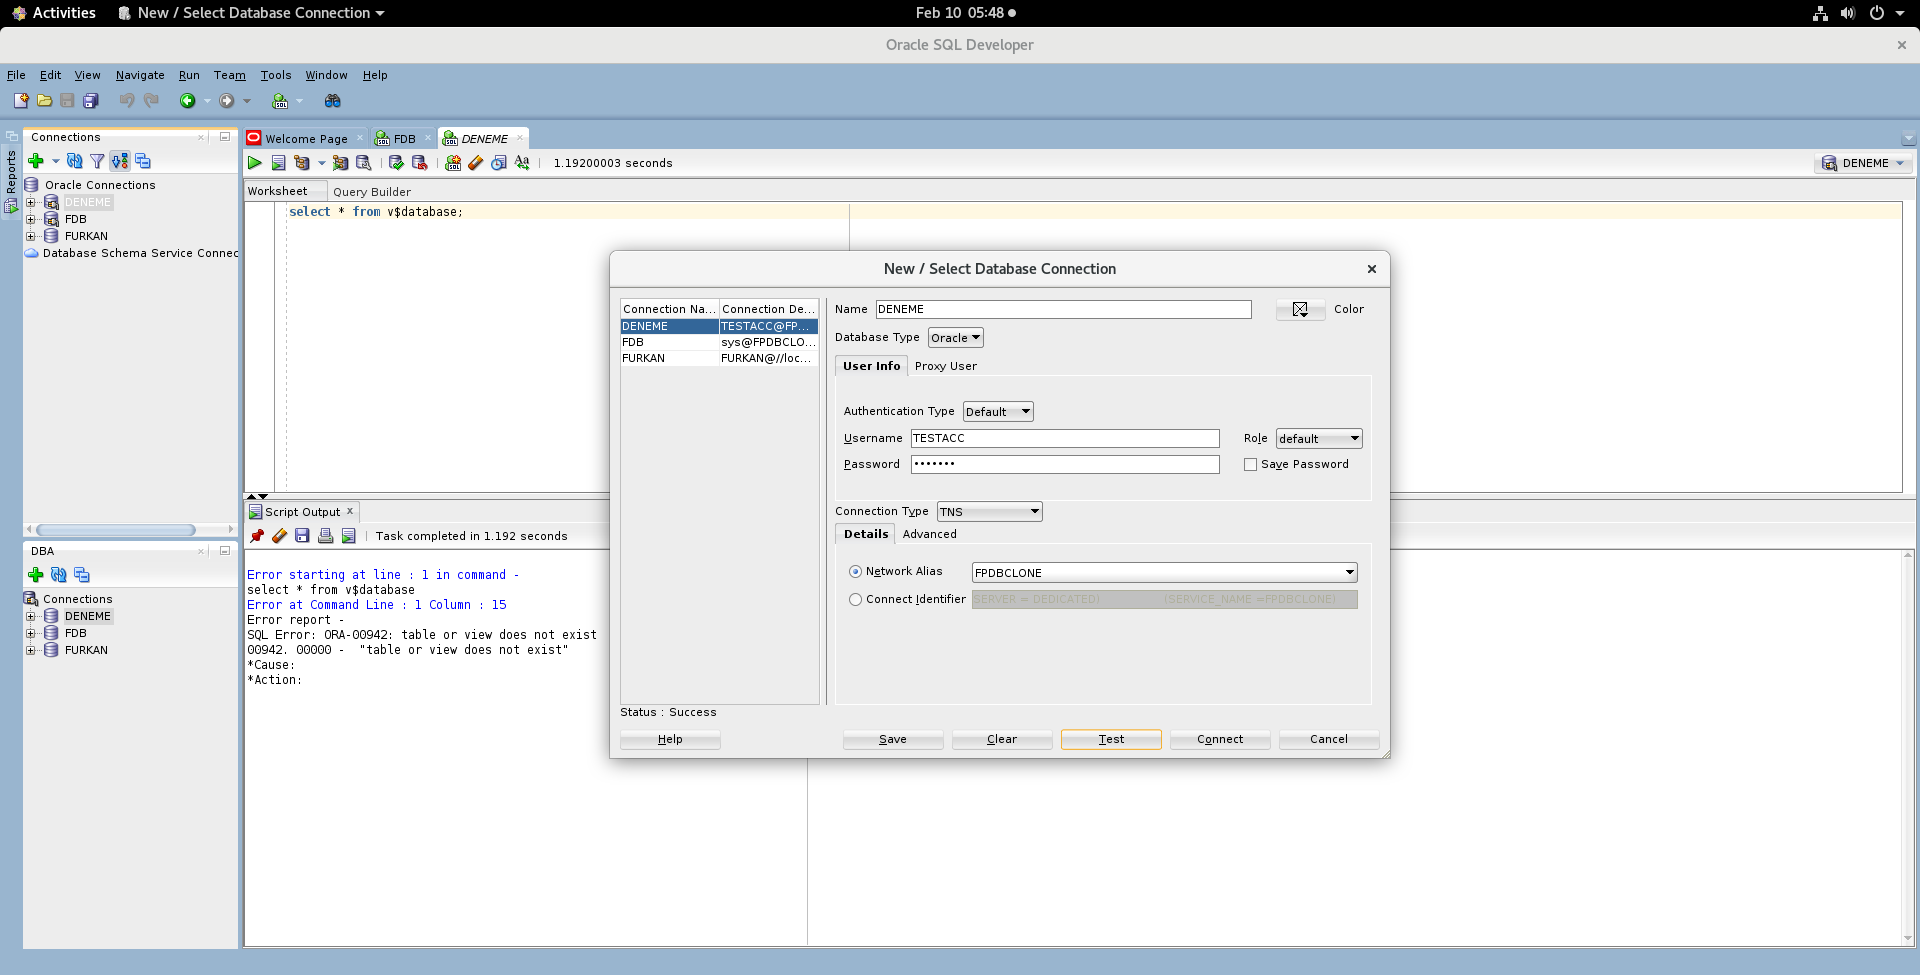 Activities
New / Select Database Connection
Feb 10 05:48
Oracle SQL Developer
File Edit View Navigate Run Team Tools Window Help
Connections
Reports
Oracle Connections
DENEME
FDB
FURKAN
Database Schema Service Connec
Welcome Page
FDB
DENEME
1.19200003 seconds
DENEME
Worksheet
Query Builder
select * from v$database;
Script Output
Task completed in 1.192 seconds
Error starting at line : 1 in command -
select * from v$database
Error at Command Line : 1 Column : 15
Error report -
SQL Error: ORA-00942: table or view does not exist
00942. 00000 -  "table or view does not exist"
*Cause:
*Action:
DBA
Connections
DENEME
FDB
FURKAN
New / Select Database Connection
Connection Na... Connection De...
DENEME TESTACC@FP...
FDB sys@FPDBCLO...
FURKAN FURKAN@//loc...
Name DENEME
Color
Database Type Oracle
User Info Proxy User
Authentication Type Default
Username TESTACC
Role default
Password •••••••
Save Password
Connection Type TNS
Details Advanced
Network Alias FPDBCLONE
Connect Identifier SERVER = DEDICATED) (SERVICE_NAME =FPDBCLONE)
Status : Success
Help Save Clear Test Connect Cancel